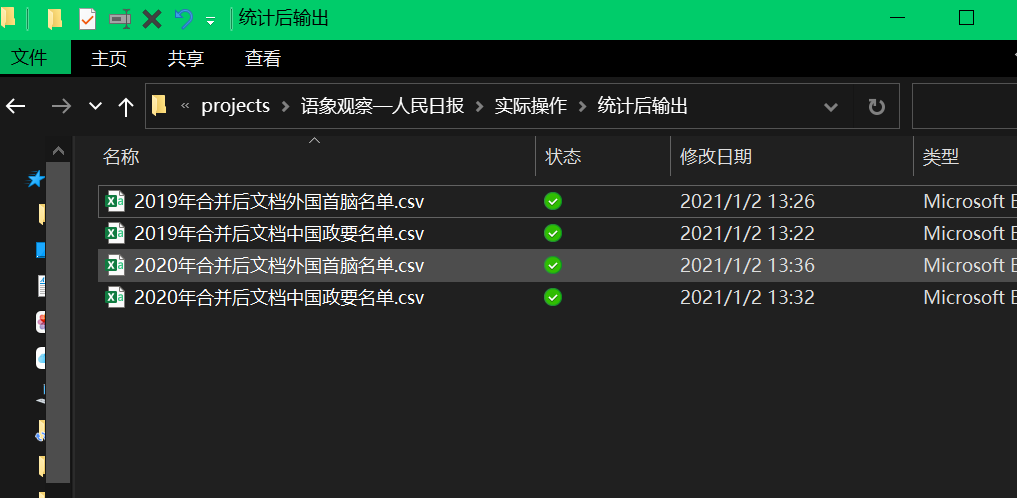 统计后输出
文件 主页 共享 查看
« projects > 语象观察—人民日报 > 实际操作 > 统计后输出
名称 状态 修改日期 类型
2019年合并后文档外国首脑名单.csv 2021/1/2 13:26 Microsoft E
2019年合并后文档中国政要名单.csv 2021/1/2 13:22 Microsoft E
2020年合并后文档外国首脑名单.csv 2021/1/2 13:36 Microsoft E
2020年合并后文档中国政要名单.csv 2021/1/2 13:32 Microsoft E